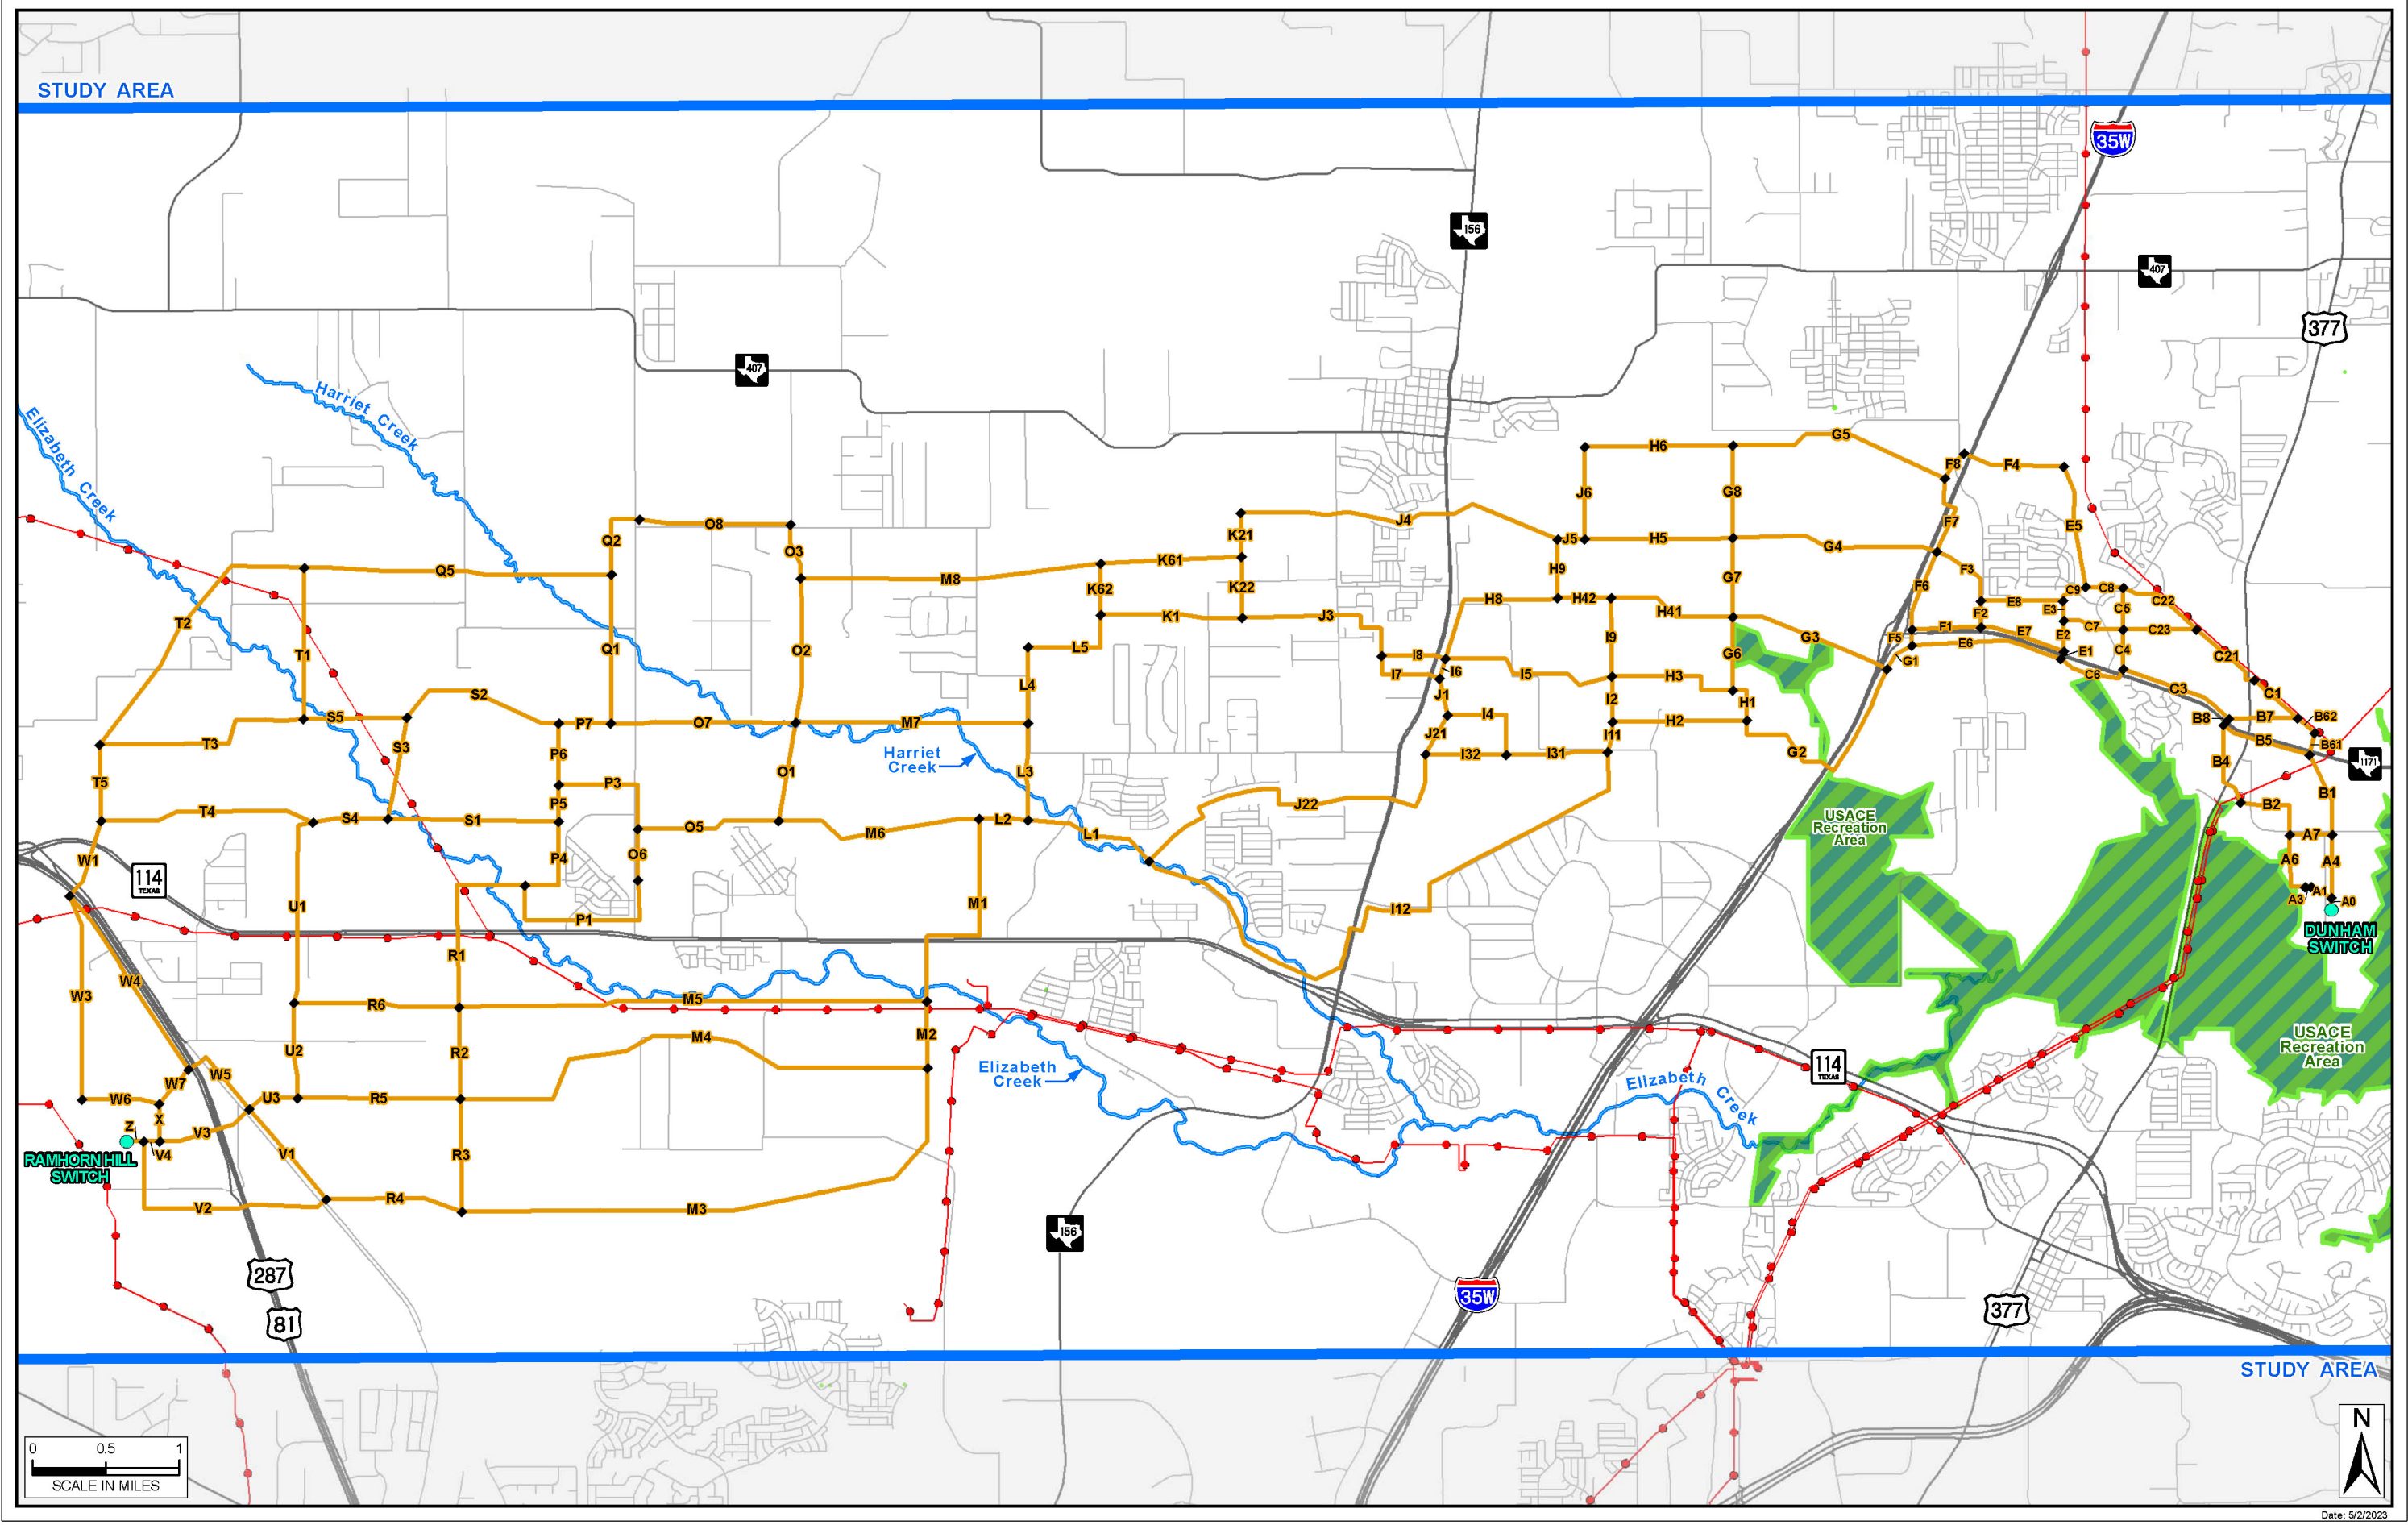 STUDY AREA
35W
156
407
377
407
Harriet Creek
Elizabeth Creek
G5
H6
F8
F4
G8
J6
O8
J4
F7
E5
Q2
K21
J5
H5
G4
O3
K61
H9
F3
Q5
M8
G7
F6
C9
C8
K62
K22
H8
H42
E8
C22
E3
C5
H41
F2
T2
K1
J3
F1
C7
C23
I9
G3
F5
E7
E2
T1
Q1
O2
L5
I8
G6
E6
E1
C4
C21
G1
I7
I6
I5
H3
C6
L4
C3
C1
S2
J1
I2
H1
S5
P7
O7
M7
I4
H2
B8
B7
B62
J21
I11
T3
S3
P6
Harriet
Creek
I32
I31
G2
B5
B61
B4
1171
O1
L3
T5
P3
B1
P5
J22
B2
T4
S4
S1
O5
M6
L2
L1
USACE
Recreation
Area
A7
W1
P4
O6
A6
A4
114
TEXAS
A1
A3
A0
U1
P1
M1
I12
DUNHAM
SWITCH
R1
W4
W3
R6
M5
M2
M4
USACE
Recreation
Area
U2
R2
W5
W7
Elizabeth
Creek
114
TEXAS
Elizabeth Creek
W6
U3
R5
X
Z
V3
V4
V1
R3
RAMHORN HILL
SWITCH
V2
R4
M3
156
287
35W
377
81
STUDY AREA
N
0 0.5 1
SCALE IN MILES
Date: 5/2/2023